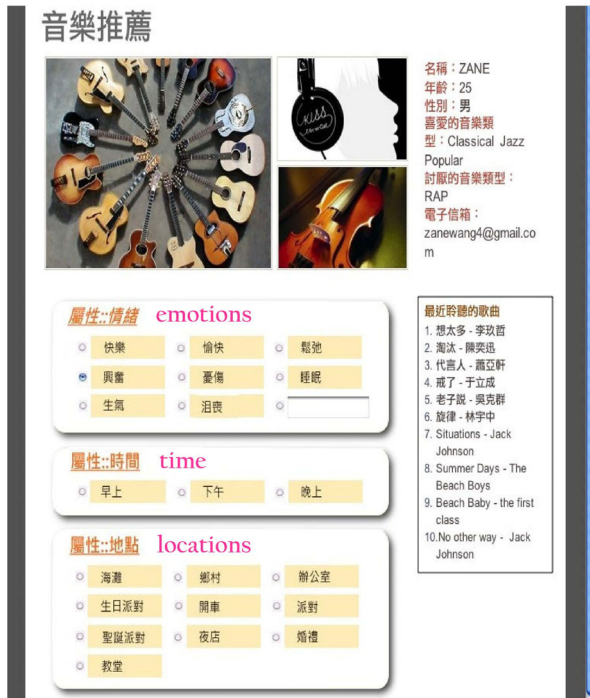 音樂推薦
KISS
名稱：ZANE
年齡：25
性別：男
喜愛的音樂類
型：Classical Jazz
Popular
討厭的音樂類型：
RAP
電子信箱：
zanewang4@gmail.co
m
屬性::情緒 emotions
快樂 愉快 鬆弛
興奮 憂傷 睡眠
生氣 沮喪
屬性::時間 time
早上 下午 晚上
屬性::地點 locations
海灘 鄉村 辦公室
生日派對 開車 派對
聖誕派對 夜店 婚禮
教堂
最近聆聽的歌曲
1. 想太多 - 李玖哲
2. 淘汰 - 陳奕迅
3. 代言人 - 蕭亞軒
4. 戒了 - 于立成
5. 老子說 - 吳克群
6. 旋律 - 林宇中
7. Situations - Jack
Johnson
8. Summer Days - The
Beach Boys
9. Beach Baby - the first
class
10.No other way - Jack
Johnson